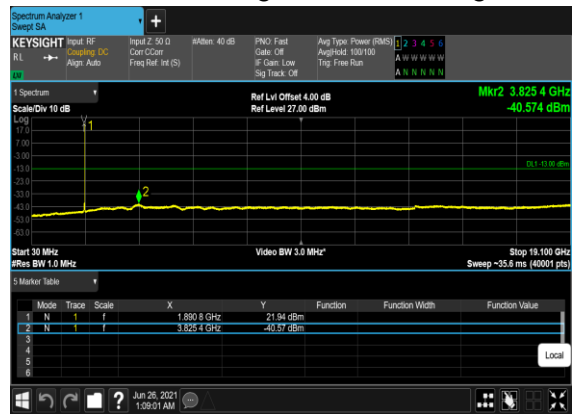 Spectrum Analyzer 1
Swept SA
+
KEYSIGHT Input: RF Input Z: 50 Ω #Atten: 40 dB PNO: Fast Avg Type: Power (RMS) 1 2 3 4 5 6
RL Coupling: DC Corr CCorr Gate: Off Avg|Hold: 100/100 A W W W W W
Align: Auto Freq Ref: Int (S) IF Gain: Low Trig: Free Run
Sig Track: Off A N N N N N
1 Spectrum Ref Lvl Offset 4.00 dB Mkr2 3.825 4 GHz
Scale/Div 10 dB Ref Level 27.00 dBm -40.574 dBm
Log
17.0 1
7.00
-3.00
-13.0 DL1 -13.00 dBm
-23.0
-33.0 2
-43.0
-53.0
-63.0
Start 30 MHz Video BW 3.0 MHz* Stop 19.100 GHz
#Res BW 1.0 MHz Sweep ~35.6 ms (40001 pts)
5 Marker Table
Mode Trace Scale X Y Function Function Width Function Value
1 N 1 f 1.890 8 GHz 21.94 dBm
2 N 1 f 3.825 4 GHz -40.57 dBm
3
4
5
6
Local
? Jun 26, 2021
1:09:01 AM